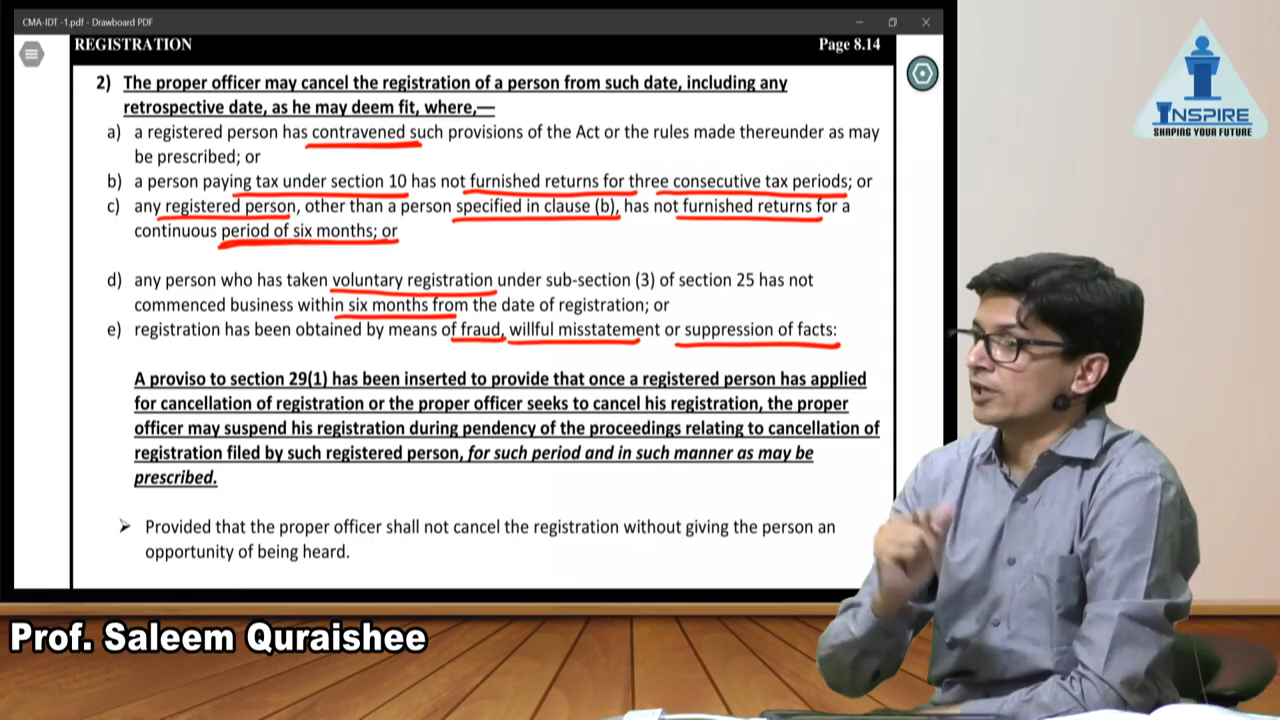 CMA-IDT -1.pdf - Drawboard PDF
REGISTRATION Page 8.14
2) The proper officer may cancel the registration of a person from such date, including any
retrospective date, as he may deem fit, where,—
a) a registered person has contravened such provisions of the Act or the rules made thereunder as may
be prescribed; or
b) a person paying tax under section 10 has not furnished returns for three consecutive tax periods; or
c) any registered person, other than a person specified in clause (b), has not furnished returns for a
continuous period of six months; or
d) any person who has taken voluntary registration under sub-section (3) of section 25 has not
commenced business within six months from the date of registration; or
e) registration has been obtained by means of fraud, willful misstatement or suppression of facts:
A proviso to section 29(1) has been inserted to provide that once a registered person has applied
for cancellation of registration or the proper officer seeks to cancel his registration, the proper
officer may suspend his registration during pendency of the proceedings relating to cancellation of
registration filed by such registered person, for such period and in such manner as may be
prescribed.
➢ Provided that the proper officer shall not cancel the registration without giving the person an
opportunity of being heard.
INSPIRE
SHAPING YOUR FUTURE
Prof. Saleem Quraishee